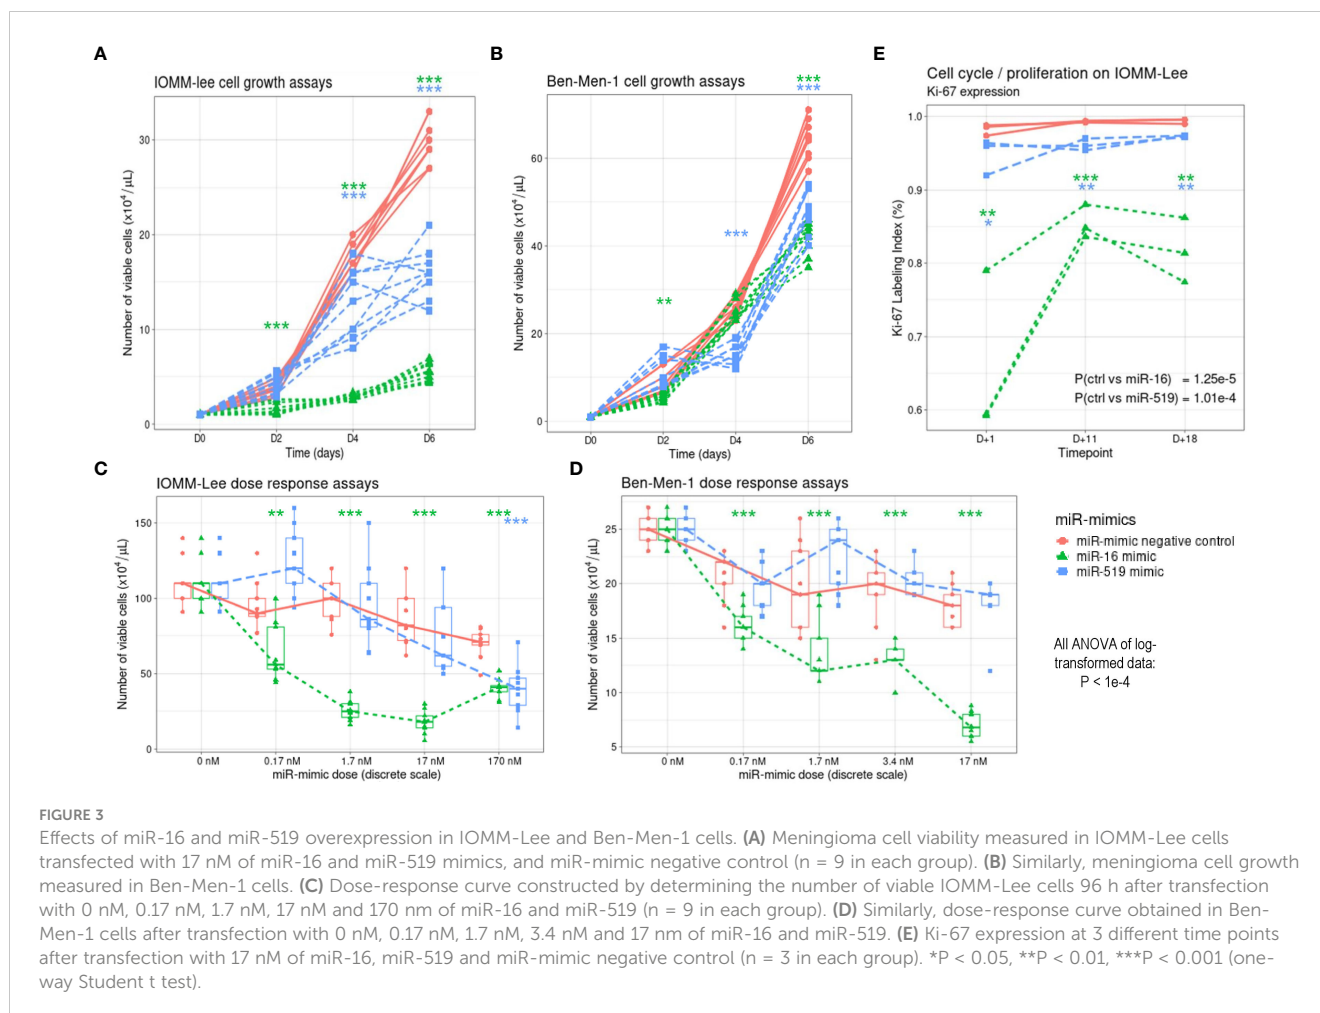 A
IOMM-lee cell growth assays
***
***
***
***
***
Number of viable cells (x10⁴/µL)
30
20
10
0
D0 D2 D4 D6
Time (days)
B
Ben-Men-1 cell growth assays
***
***
***
**
Number of viable cells (x10⁴/µL)
60
40
20
0
D0 D2 D4 D6
Time (days)
E
Cell cycle / proliferation on IOMM-Lee
Ki-67 expression
1.0
0.9
0.8
0.7
0.6
Ki-67 Labeling Index (%)
**
*
***
**
**
**
P(ctrl vs miR-16) = 1.25e-5
P(ctrl vs miR-519) = 1.01e-4
D+1 D+11 D+18
Timepoint
C
IOMM-Lee dose response assays
** *** *** ***
***
Number of viable cells (x10⁴/µL)
150
100
50
0
0 nM 0.17 nM 1.7 nM 17 nM 170 nM
miR-mimic dose (discrete scale)
D
Ben-Men-1 dose response assays
*** *** *** ***
Number of viable cells (x10⁴/µL)
25
20
15
10
5
0 nM 0.17 nM 1.7 nM 3.4 nM 17 nM
miR-mimic dose (discrete scale)
miR-mimics
miR-mimic negative control
miR-16 mimic
miR-519 mimic
All ANOVA of log-
transformed data:
P < 1e-4
FIGURE 3
Effects of miR-16 and miR-519 overexpression in IOMM-Lee and Ben-Men-1 cells. (A) Meningioma cell viability measured in IOMM-Lee cells
transfected with 17 nM of miR-16 and miR-519 mimics, and miR-mimic negative control (n = 9 in each group). (B) Similarly, meningioma cell growth
measured in Ben-Men-1 cells. (C) Dose-response curve constructed by determining the number of viable IOMM-Lee cells 96 h after transfection
with 0 nM, 0.17 nM, 1.7 nM, 17 nM and 170 nm of miR-16 and miR-519 (n = 9 in each group). (D) Similarly, dose-response curve obtained in Ben-
Men-1 cells after transfection with 0 nM, 0.17 nM, 1.7 nM, 3.4 nM and 17 nm of miR-16 and miR-519. (E) Ki-67 expression at 3 different time points
after transfection with 17 nM of miR-16, miR-519 and miR-mimic negative control (n = 3 in each group). *P < 0.05, **P < 0.01, ***P < 0.001 (one-
way Student t test).